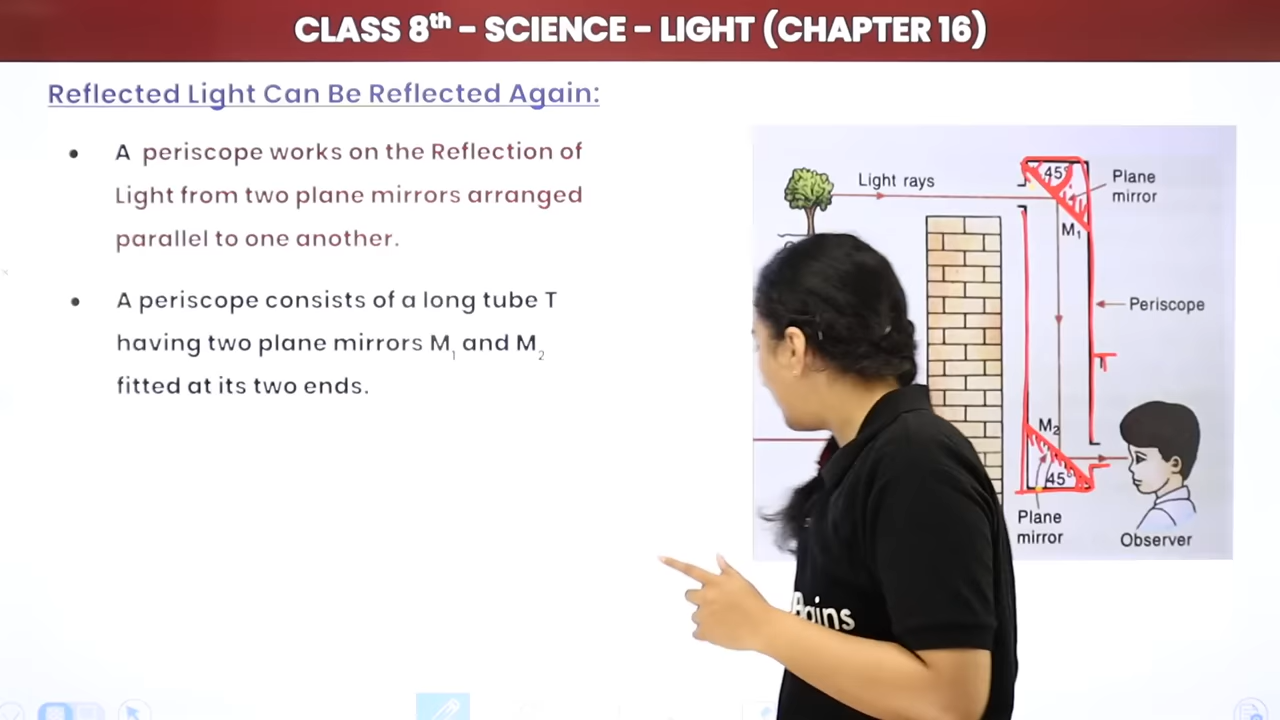 CLASS 8th – SCIENCE – LIGHT (CHAPTER 16)
Reflected Light Can Be Reflected Again:
• A periscope works on the Reflection of
Light from two plane mirrors arranged
parallel to one another.
• A periscope consists of a long tube T
having two plane mirrors M1 and M2
fitted at its two ends.
Light rays
45°
Plane
mirror
M1
Periscope
T
M2
45°
Plane
mirror
Observer